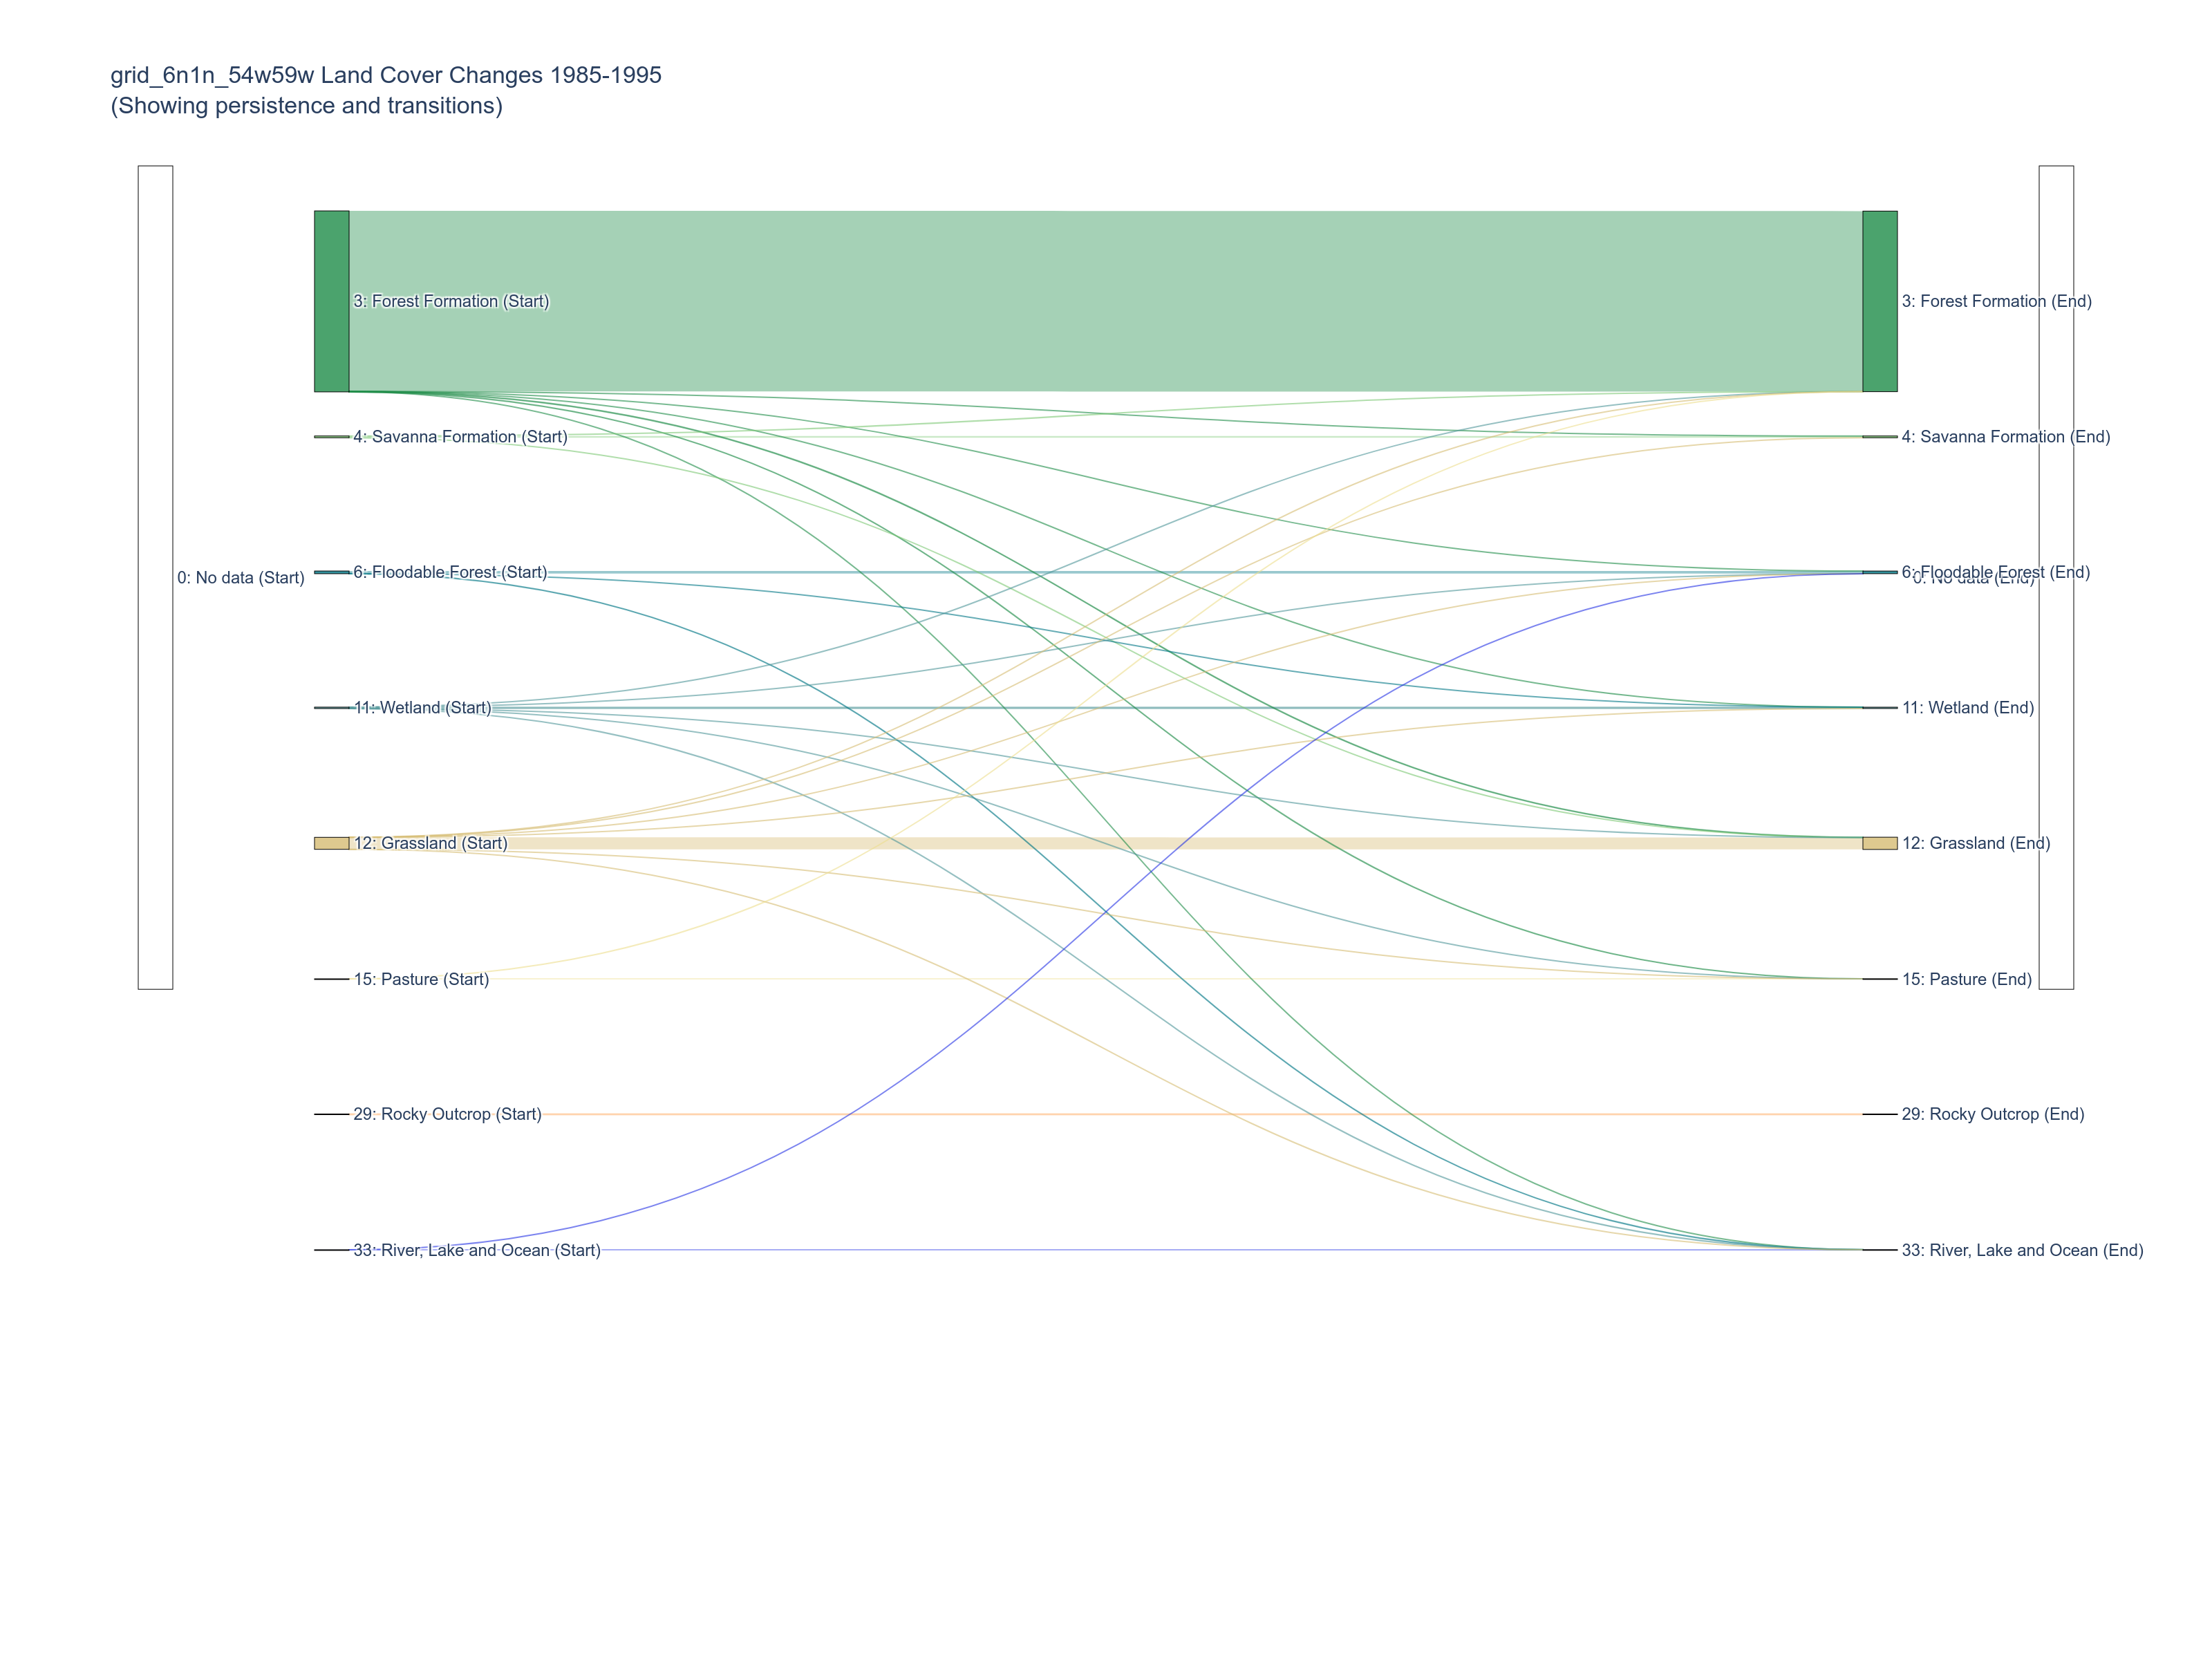 grid_6n1n_54w59w Land Cover Changes 1985-1995
(Showing persistence and transitions)
3: Forest Formation (Start)
3: Forest Formation (End)
4: Savanna Formation (Start)
4: Savanna Formation (End)
0: No data (Start)
6: Floodable Forest (Start)
6: Floodable Forest (End)
0: No data (End)
11: Wetland (Start)
11: Wetland (End)
12: Grassland (Start)
12: Grassland (End)
15: Pasture (Start)
15: Pasture (End)
29: Rocky Outcrop (Start)
29: Rocky Outcrop (End)
33: River, Lake and Ocean (Start)
33: River, Lake and Ocean (End)